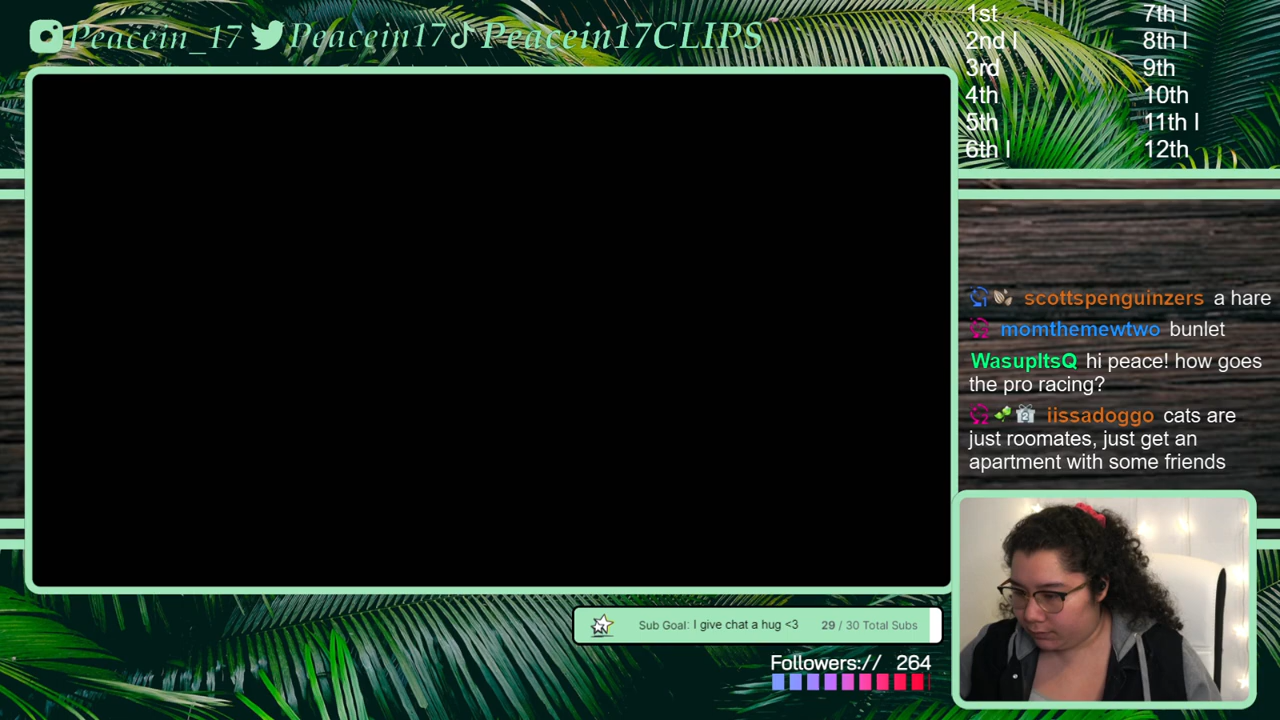 Peacein_17 Peacein17 Peacein17CLIPS
1st
2nd |
3rd
4th
5th
6th |
7th |
8th |
9th
10th
11th |
12th
scottspenguinzers a hare
momthemewtwo bunlet
WasupItsQ hi peace! how goes
the pro racing?
iissadoggo cats are
just roomates, just get an
apartment with some friends
Sub Goal: I give chat a hug <3 29 / 30 Total Subs
Followers:// 264